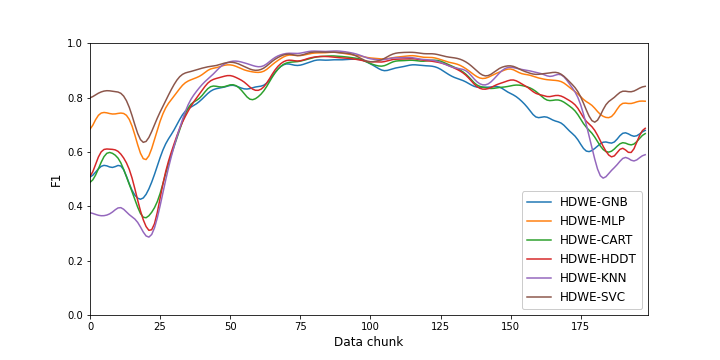 1.0
0.8
0.6
0.4
0.2
0.0
F1
0 25 50 75 100 125 150 175
Data chunk
HDWE-GNB
HDWE-MLP
HDWE-CART
HDWE-HDDT
HDWE-KNN
HDWE-SVC